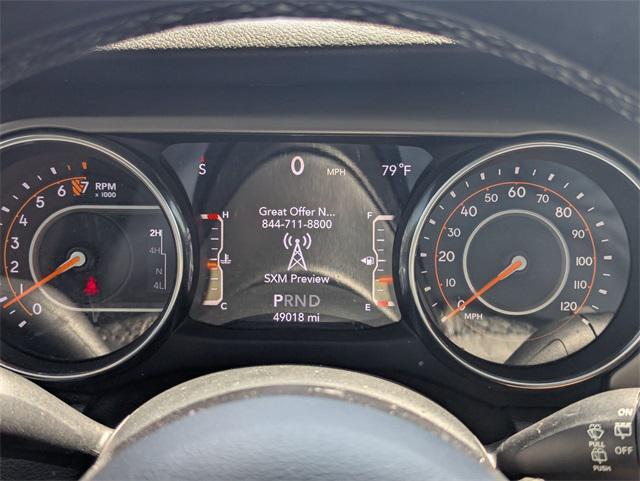 0 1 2 3 4 5 6 7
RPM
x 1000
2H
4H
N
4L
S
0 MPH
79°F
H
C
Great Offer N...
844-711-8800
SXM Preview
PRND
49018 mi
F
E
0 10 20 30 40 50 60 70 80 90 100 110 120
MPH
ON
OFF
PULL
PUSH